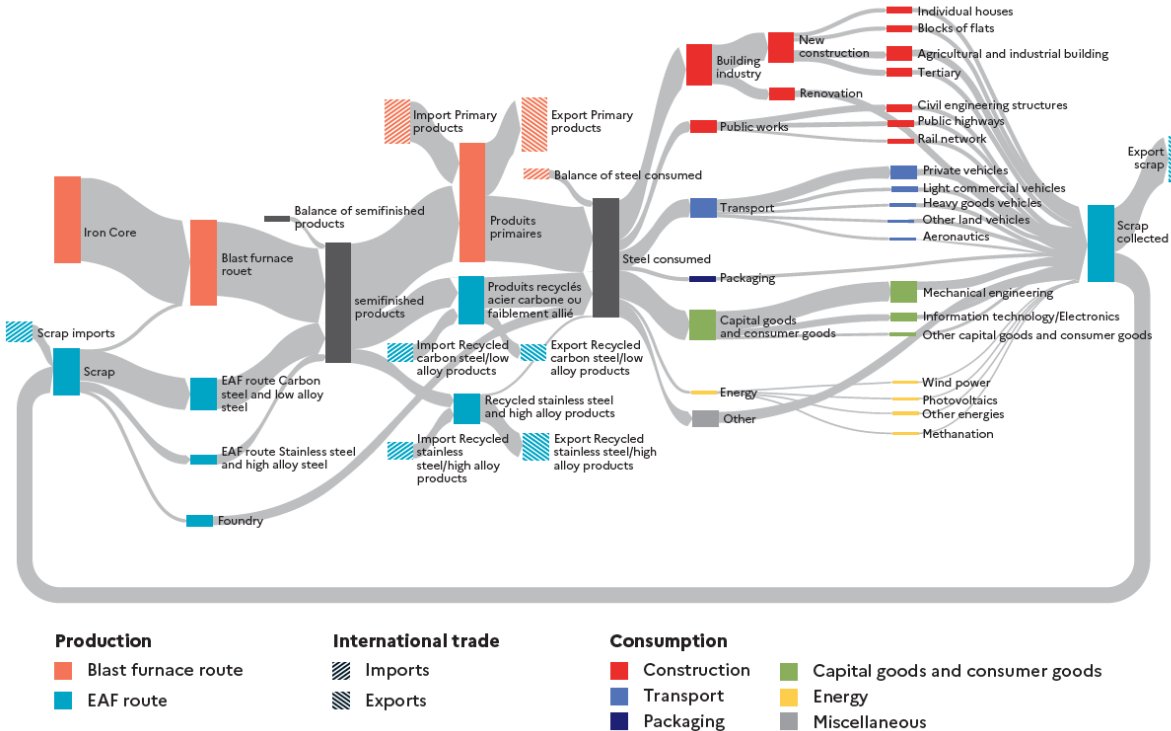 Individual houses
Blocks of flats
New
construction
Agricultural and industrial building
Building
industry
Tertiary
Renovation
Civil engineering structures
Import Primary
products
Export Primary
products
Public works
Public highways
Rail network
Export
scrap
Balance of steel consumed
Private vehicles
Light commercial vehicles
Transport
Heavy goods vehicles
Other land vehicles
Aeronautics
Balance of semifinished
products
Iron Core
Produits
primaires
Scrap
collected
Blast furnace
rouet
Steel consumed
Packaging
semifinished
products
Produits recyclés
acier carbone ou
faiblement allié
Mechanical engineering
Capital goods
and consumer goods
Information technology/Electronics
Other capital goods and consumer goods
Scrap imports
Import Recycled
carbon steel/low
alloy products
Export Recycled
carbon steel/low
alloy products
Scrap
EAF route Carbon
steel and low alloy
steel
Energy
Wind power
Photovoltaics
Other energies
Methanation
Other
Recycled stainless steel
and high alloy products
EAF route Stainless steel
and high alloy steel
Import Recycled
stainless
steel/high alloy
products
Export Recycled
stainless steel/high
alloy products
Foundry
Production
Blast furnace route
EAF route
International trade
Imports
Exports
Consumption
Construction
Transport
Packaging
Capital goods and consumer goods
Energy
Miscellaneous